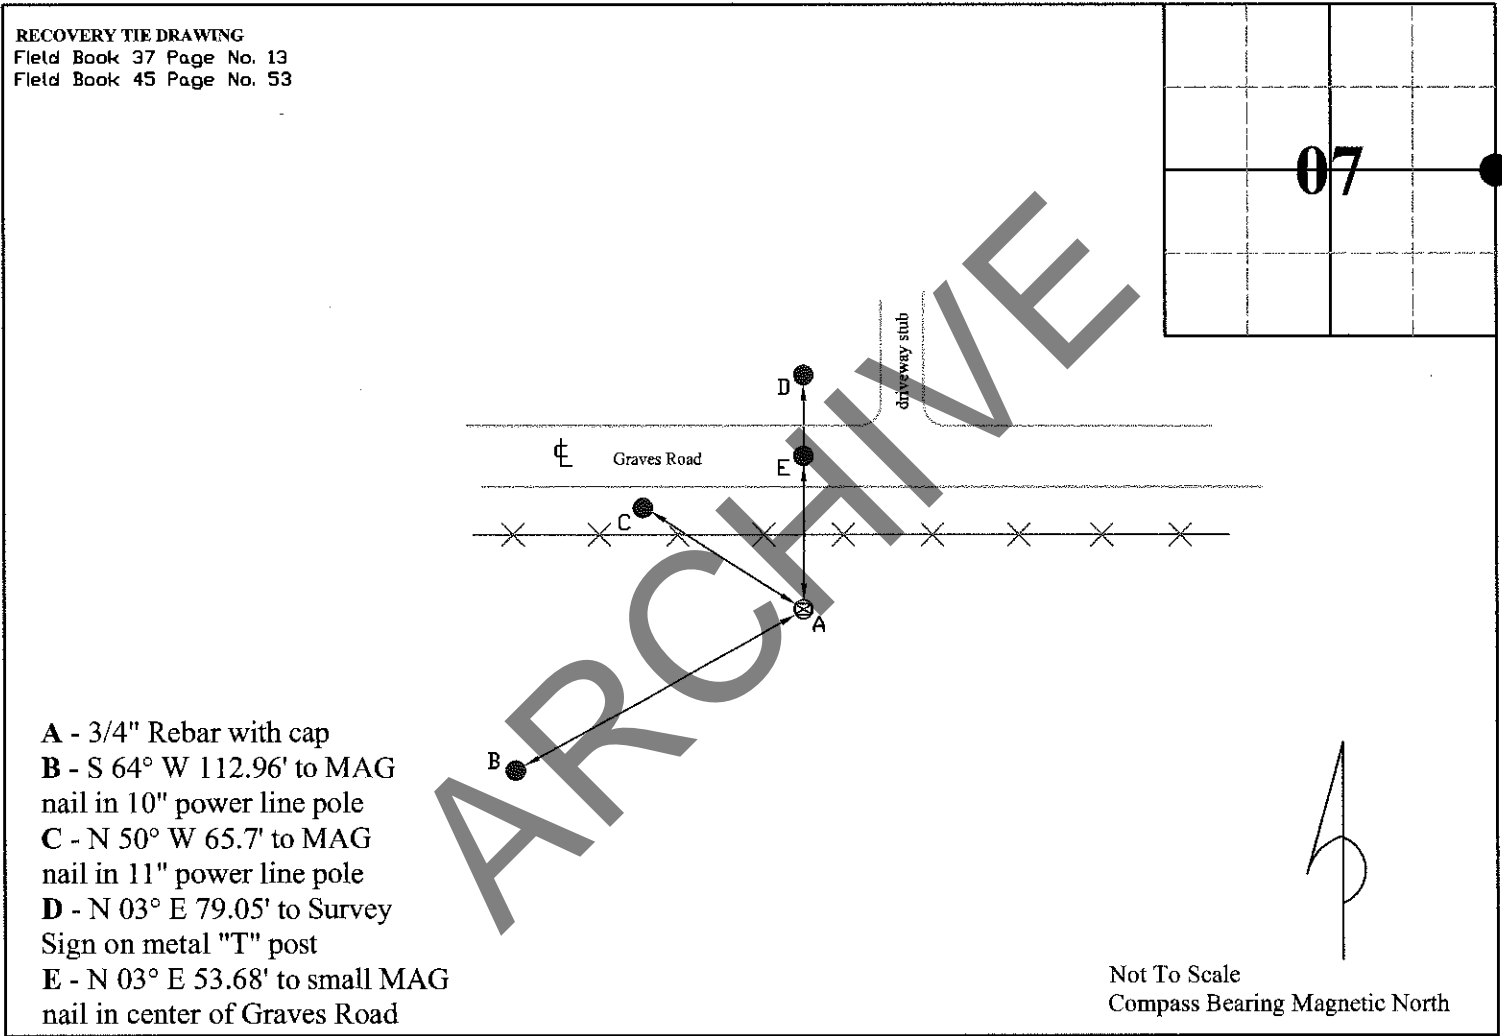 RECOVERY TIE DRAWING
Field Book 37 Page No. 13
Field Book 45 Page No. 53
07
driveway stub
D
℄
Graves Road
E
C
A
B
ARCHIVE
A - 3/4" Rebar with cap
B - S 64° W 112.96' to MAG
nail in 10" power line pole
C - N 50° W 65.7' to MAG
nail in 11" power line pole
D - N 03° E 79.05' to Survey
Sign on metal "T" post
E - N 03° E 53.68' to small MAG
nail in center of Graves Road
Not To Scale
Compass Bearing Magnetic North